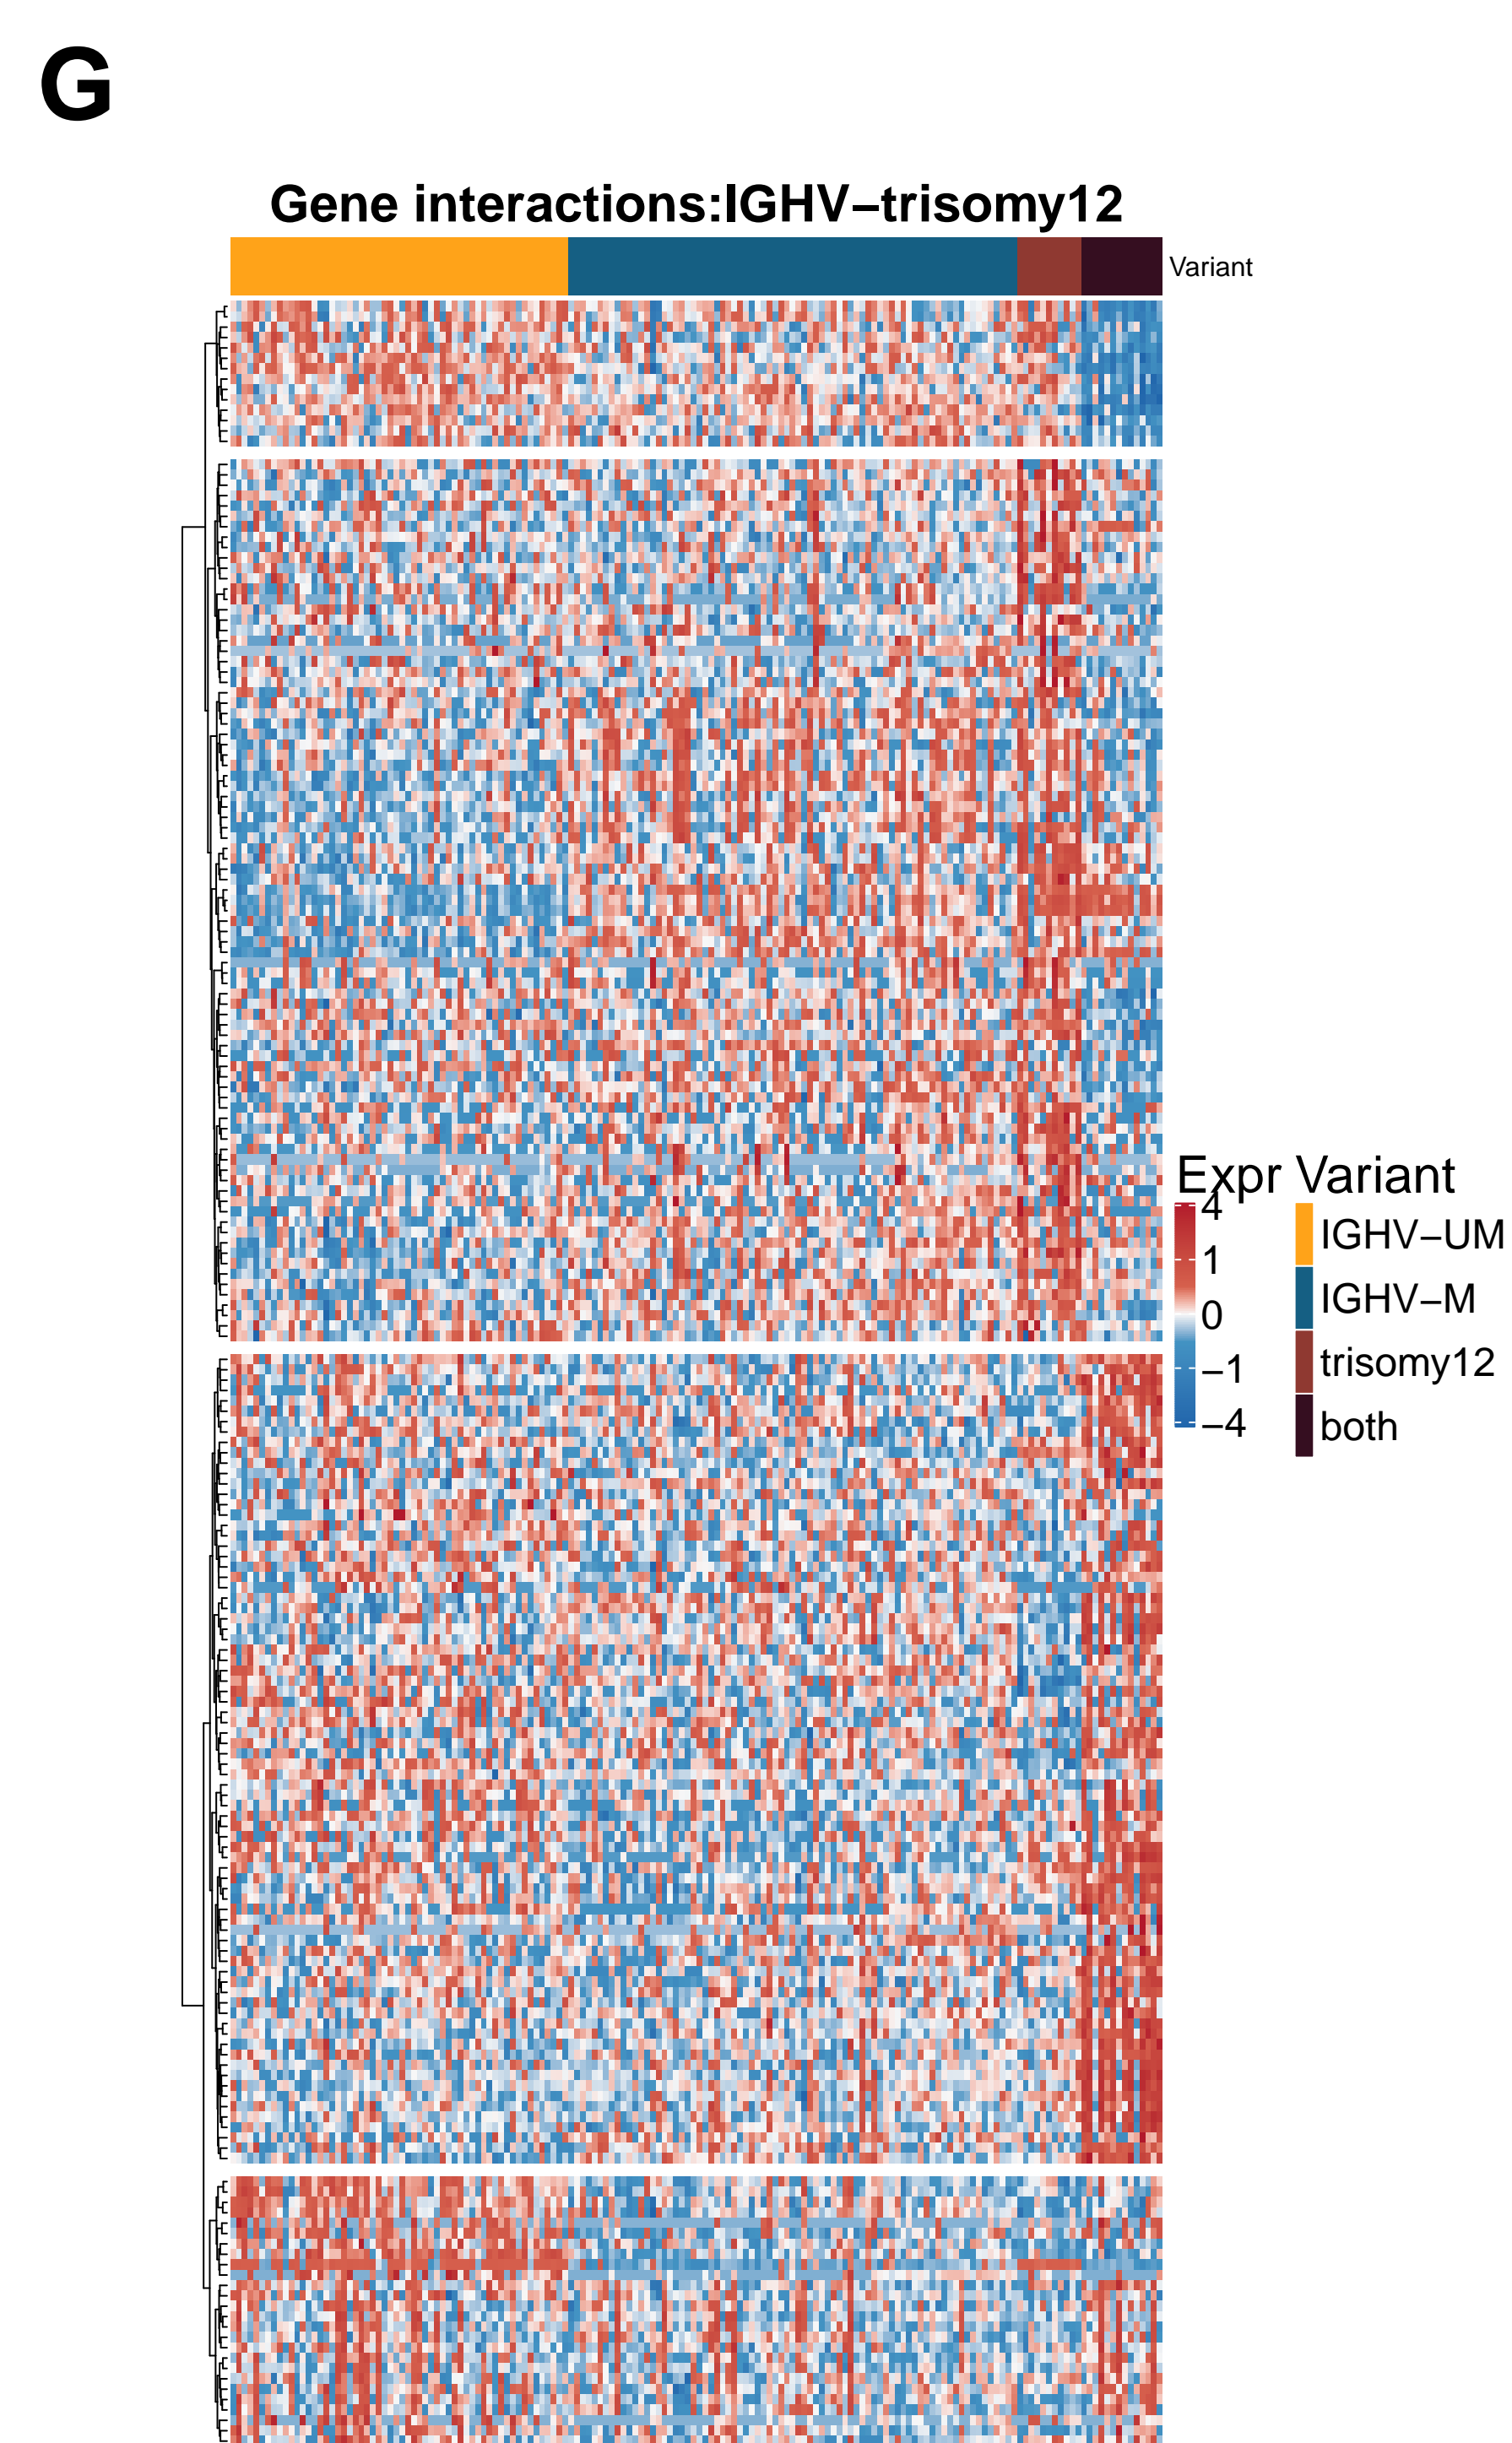 G
Gene interactions:IGHV−trisomy12
Variant
Expr Variant
4
1
0
−1
−4
IGHV−UM
IGHV−M
trisomy12
both